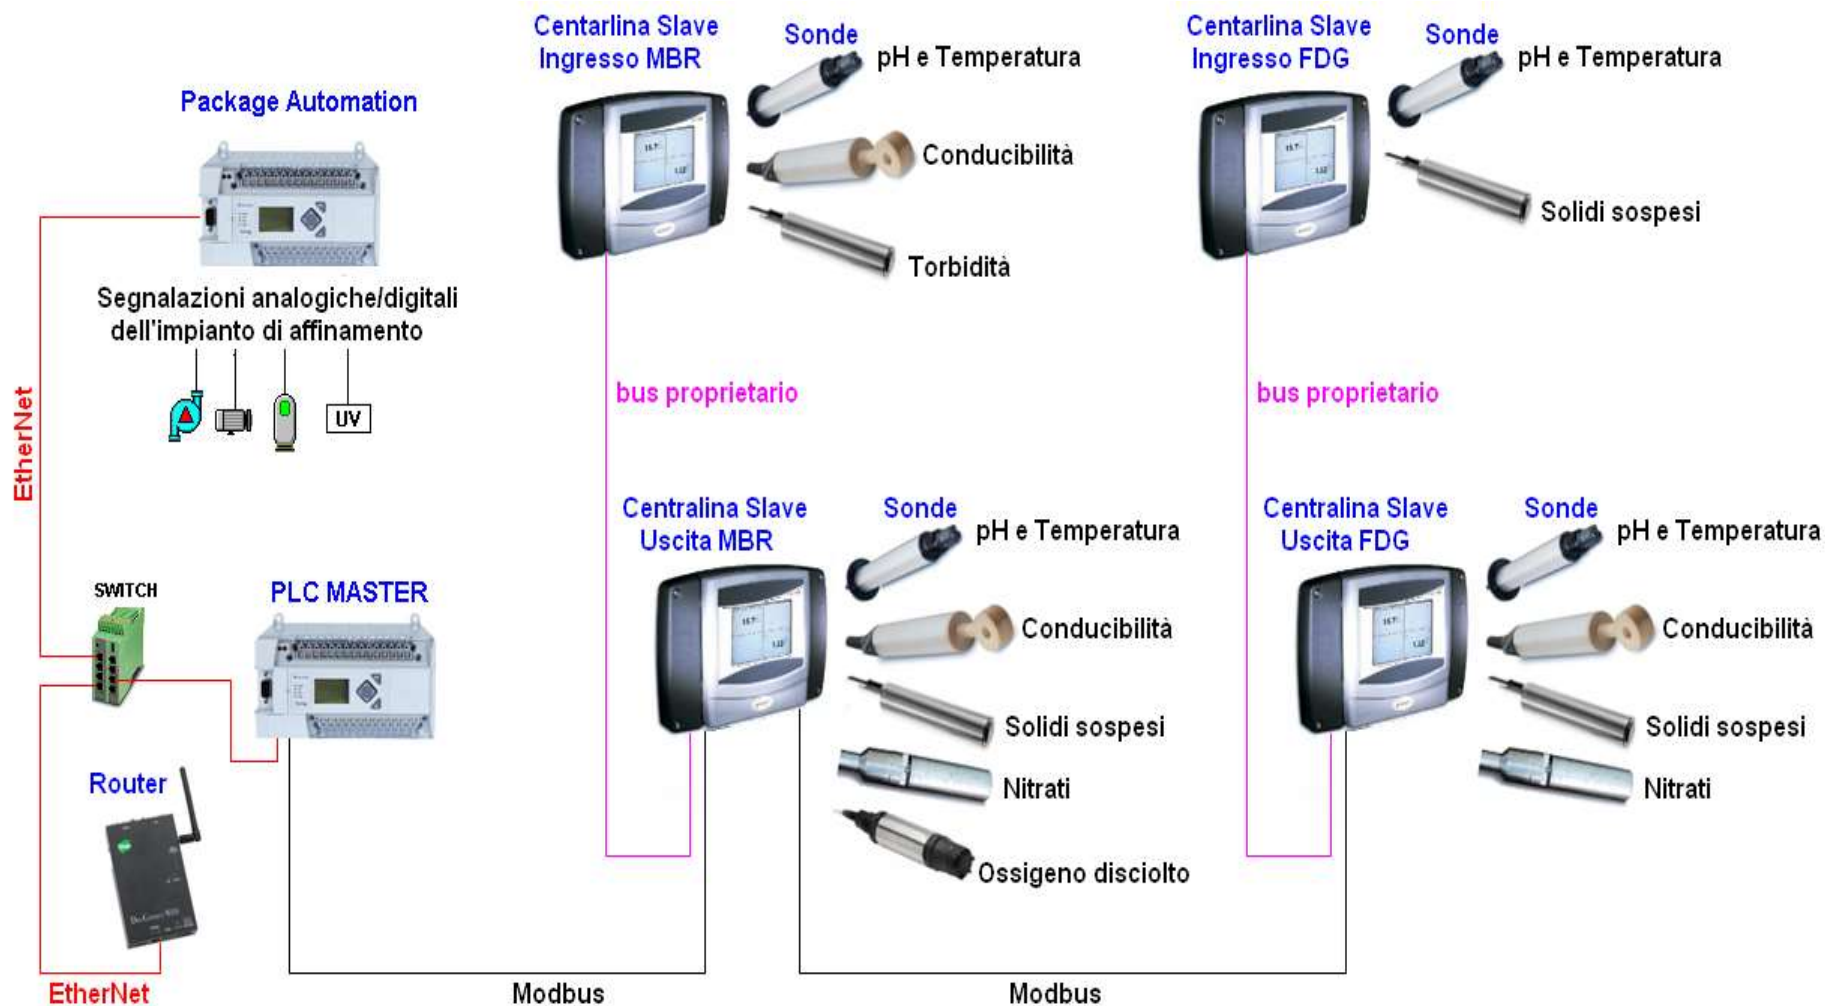 Package Automation
Segnalazioni analogiche/digitali
dell'impianto di affinamento
UV
EtherNet
SWITCH
PLC MASTER
Router
EtherNet
Centarlina Slave
Ingresso MBR
Sonde
pH e Temperatura
Conducibilità
Torbidità
bus proprietario
Centralina Slave
Uscita MBR
Sonde
pH e Temperatura
Conducibilità
Solidi sospesi
Nitrati
Ossigeno disciolto
Modbus
Centarlina Slave
Ingresso FDG
Sonde
pH e Temperatura
Solidi sospesi
bus proprietario
Centralina Slave
Uscita FDG
Sonde
pH e Temperatura
Conducibilità
Solidi sospesi
Nitrati
Modbus